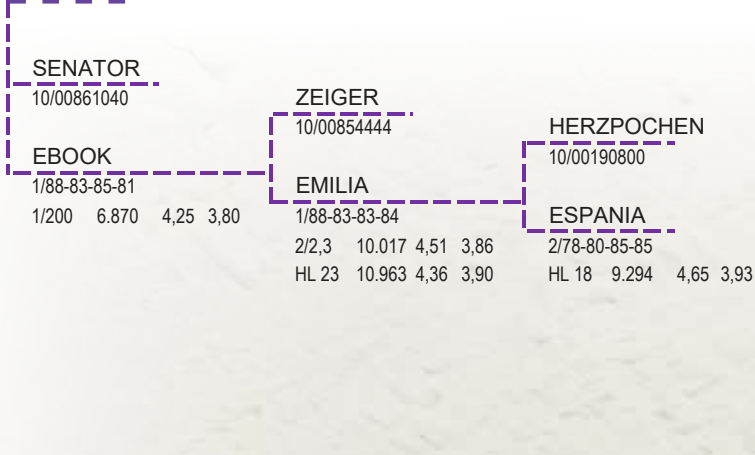 SENATOR
10/00861040
EBOOK
1/88-83-85-81
1/200 6.870 4,25 3,80
ZEIGER
10/00854444
EMILIA
1/88-83-83-84
2/2,3 10.017 4,51 3,86
HL 23 10.963 4,36 3,90
HERZPOCHEN
10/00190800
ESPANIA
2/78-80-85-85
HL 18 9.294 4,65 3,93